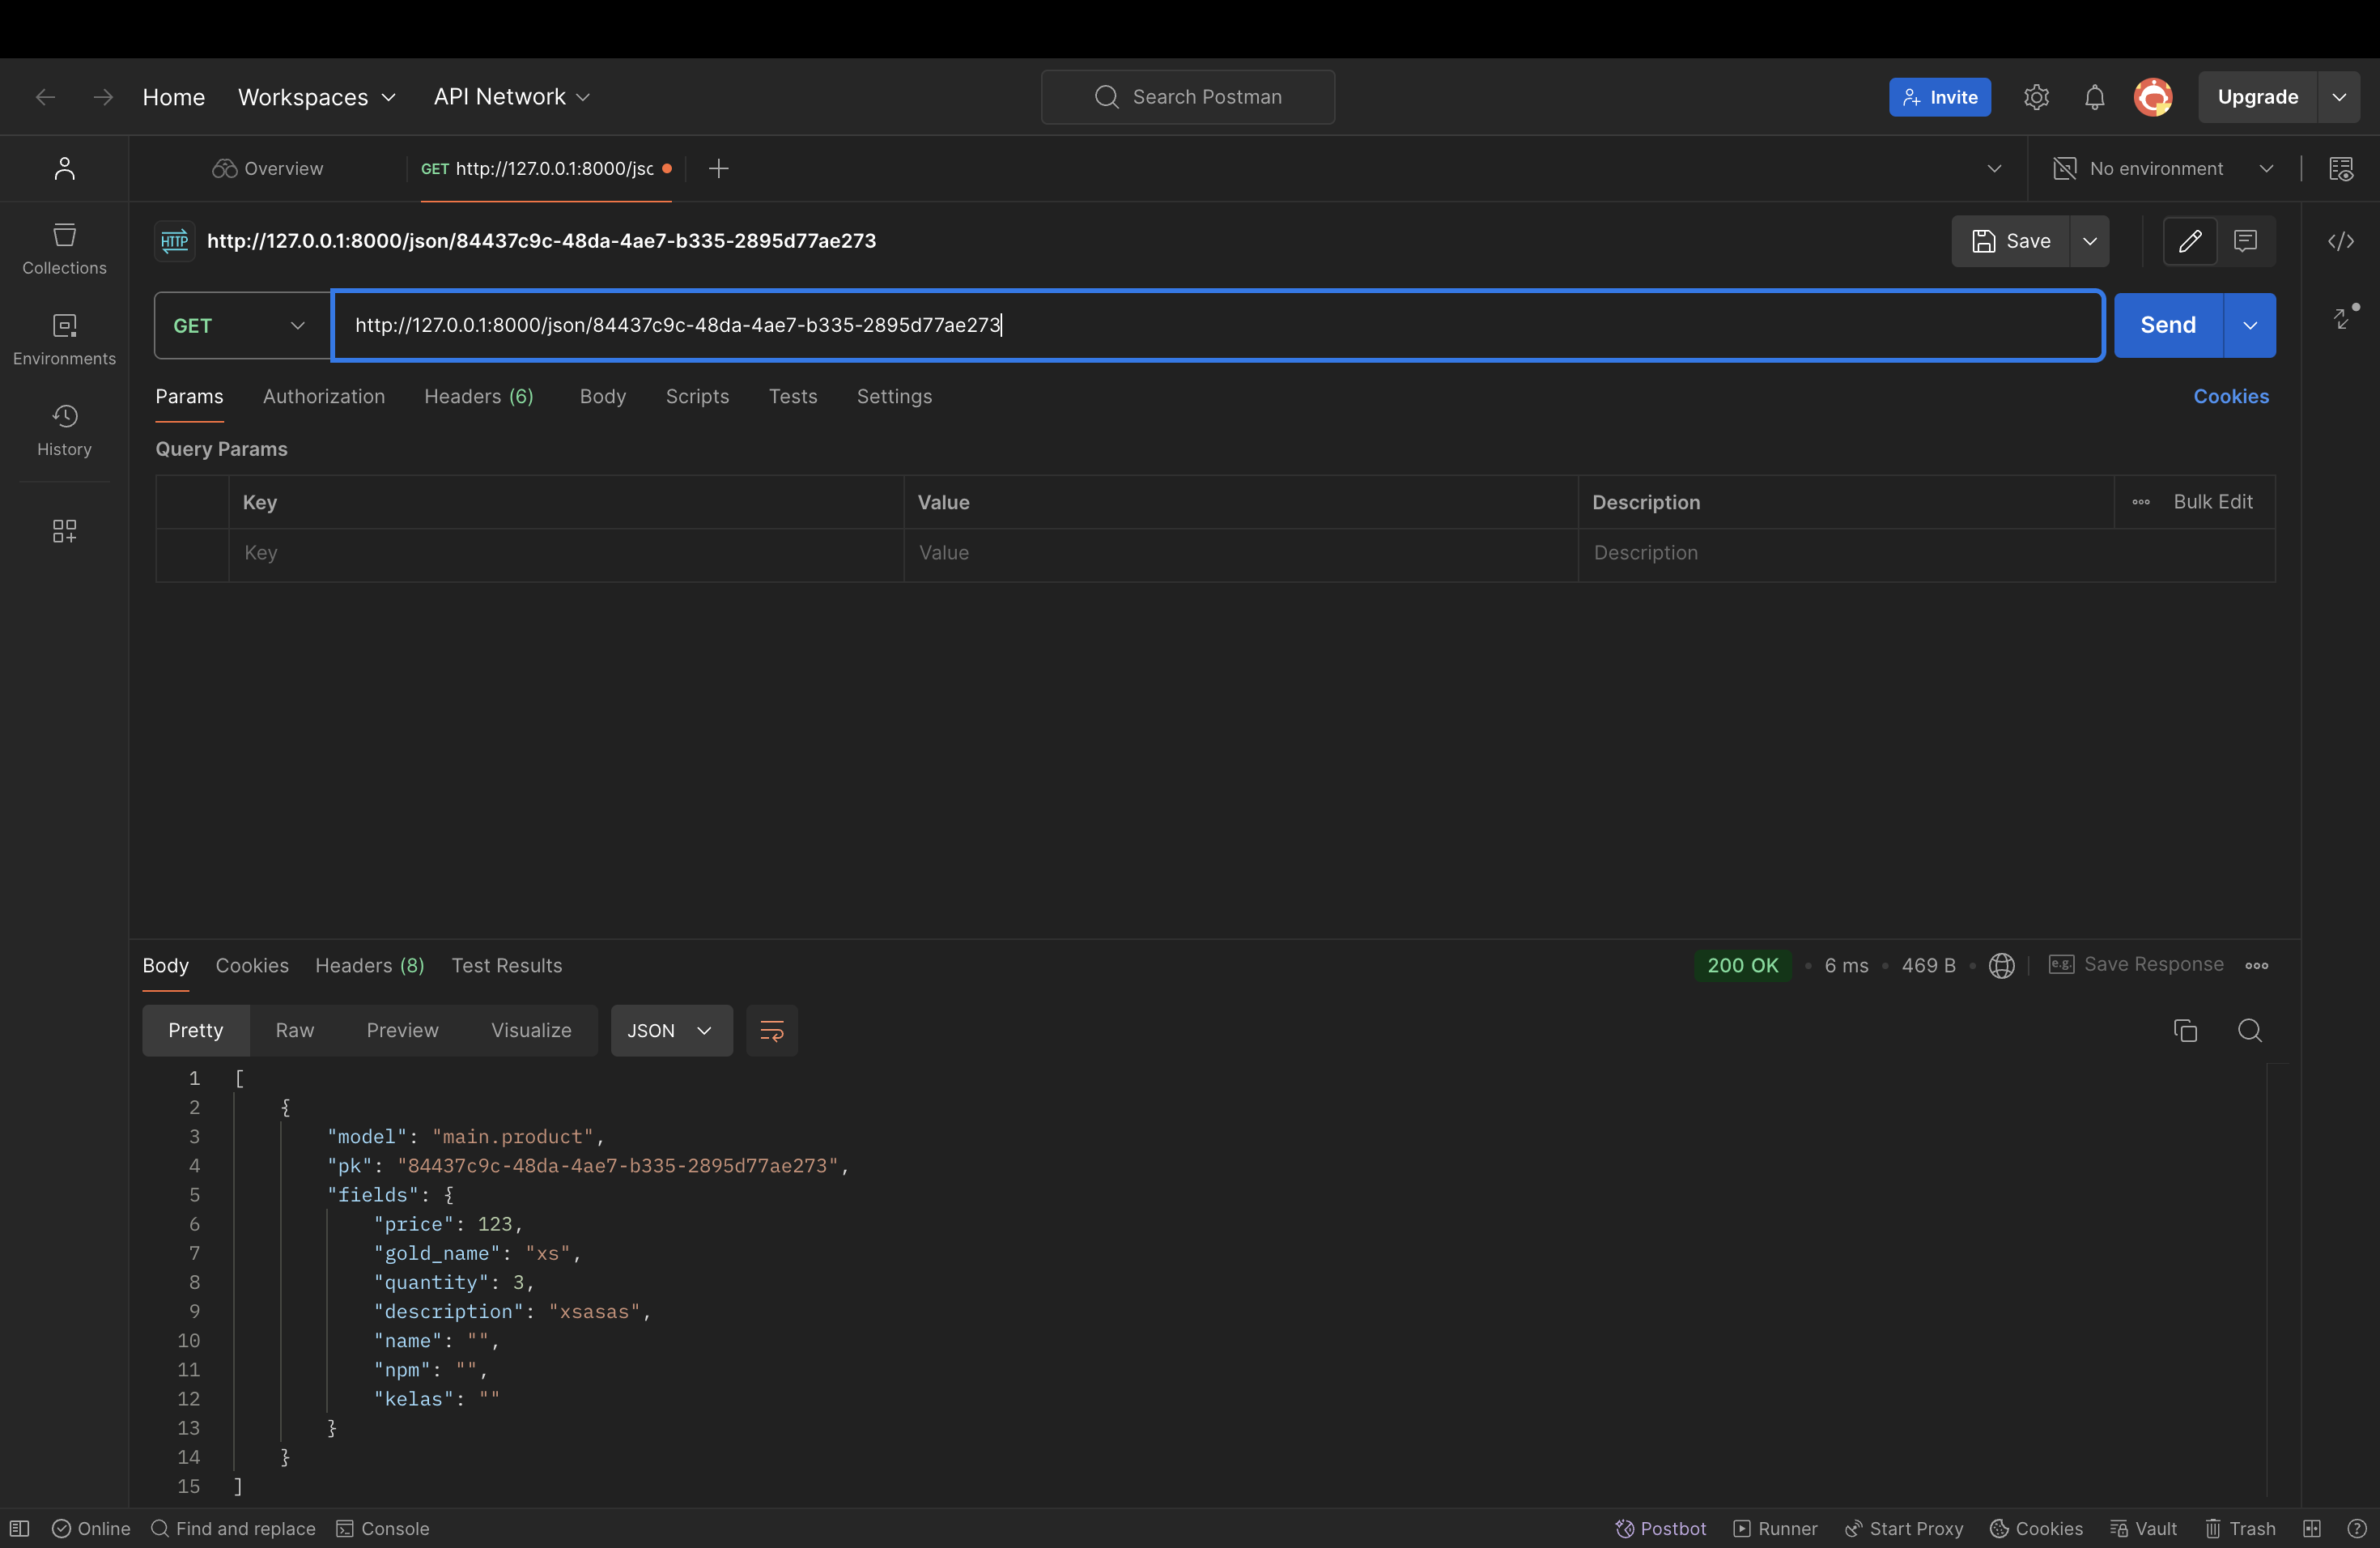 Home Workspaces API Network Search Postman Invite Upgrade
Overview GET http://127.0.0.1:8000/jsc No environment
HTTP http://127.0.0.1:8000/json/84437c9c-48da-4ae7-b335-2895d77ae273 Save
Collections
GET http://127.0.0.1:8000/json/84437c9c-48da-4ae7-b335-2895d77ae273 Send
Environments
Params Authorization Headers (6) Body Scripts Tests Settings Cookies
History
Query Params
Key Value Description Bulk Edit
Key Value Description
Body Cookies Headers (8) Test Results 200 OK 6 ms 469 B e.g. Save Response
Pretty Raw Preview Visualize JSON
1 [
2 {
3 "model": "main.product",
4 "pk": "84437c9c-48da-4ae7-b335-2895d77ae273",
5 "fields": {
6 "price": 123,
7 "gold_name": "xs",
8 "quantity": 3,
9 "description": "xsasas",
10 "name": "",
11 "npm": "",
12 "kelas": ""
13 }
14 }
15 ]
Online Find and replace Console Postbot Runner Start Proxy Cookies Vault Trash